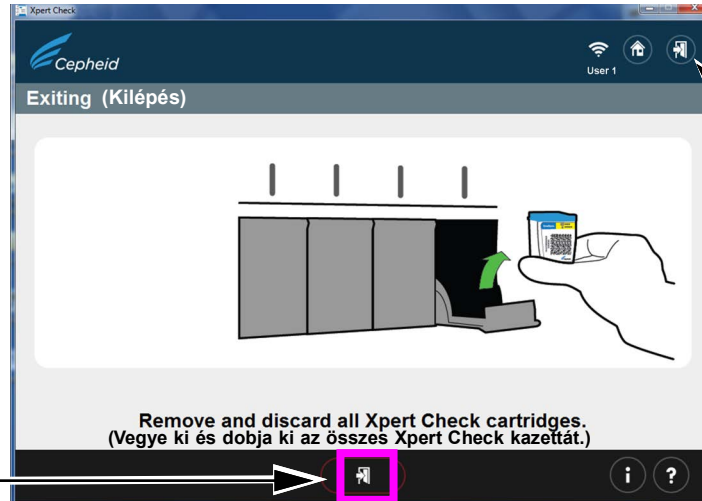 Xpert Check
Cepheid
User 1
Exiting (Kilépés)
Remove and discard all Xpert Check cartridges.
(Vegye ki és dobja ki az összes Xpert Check kazettát.)
i ?